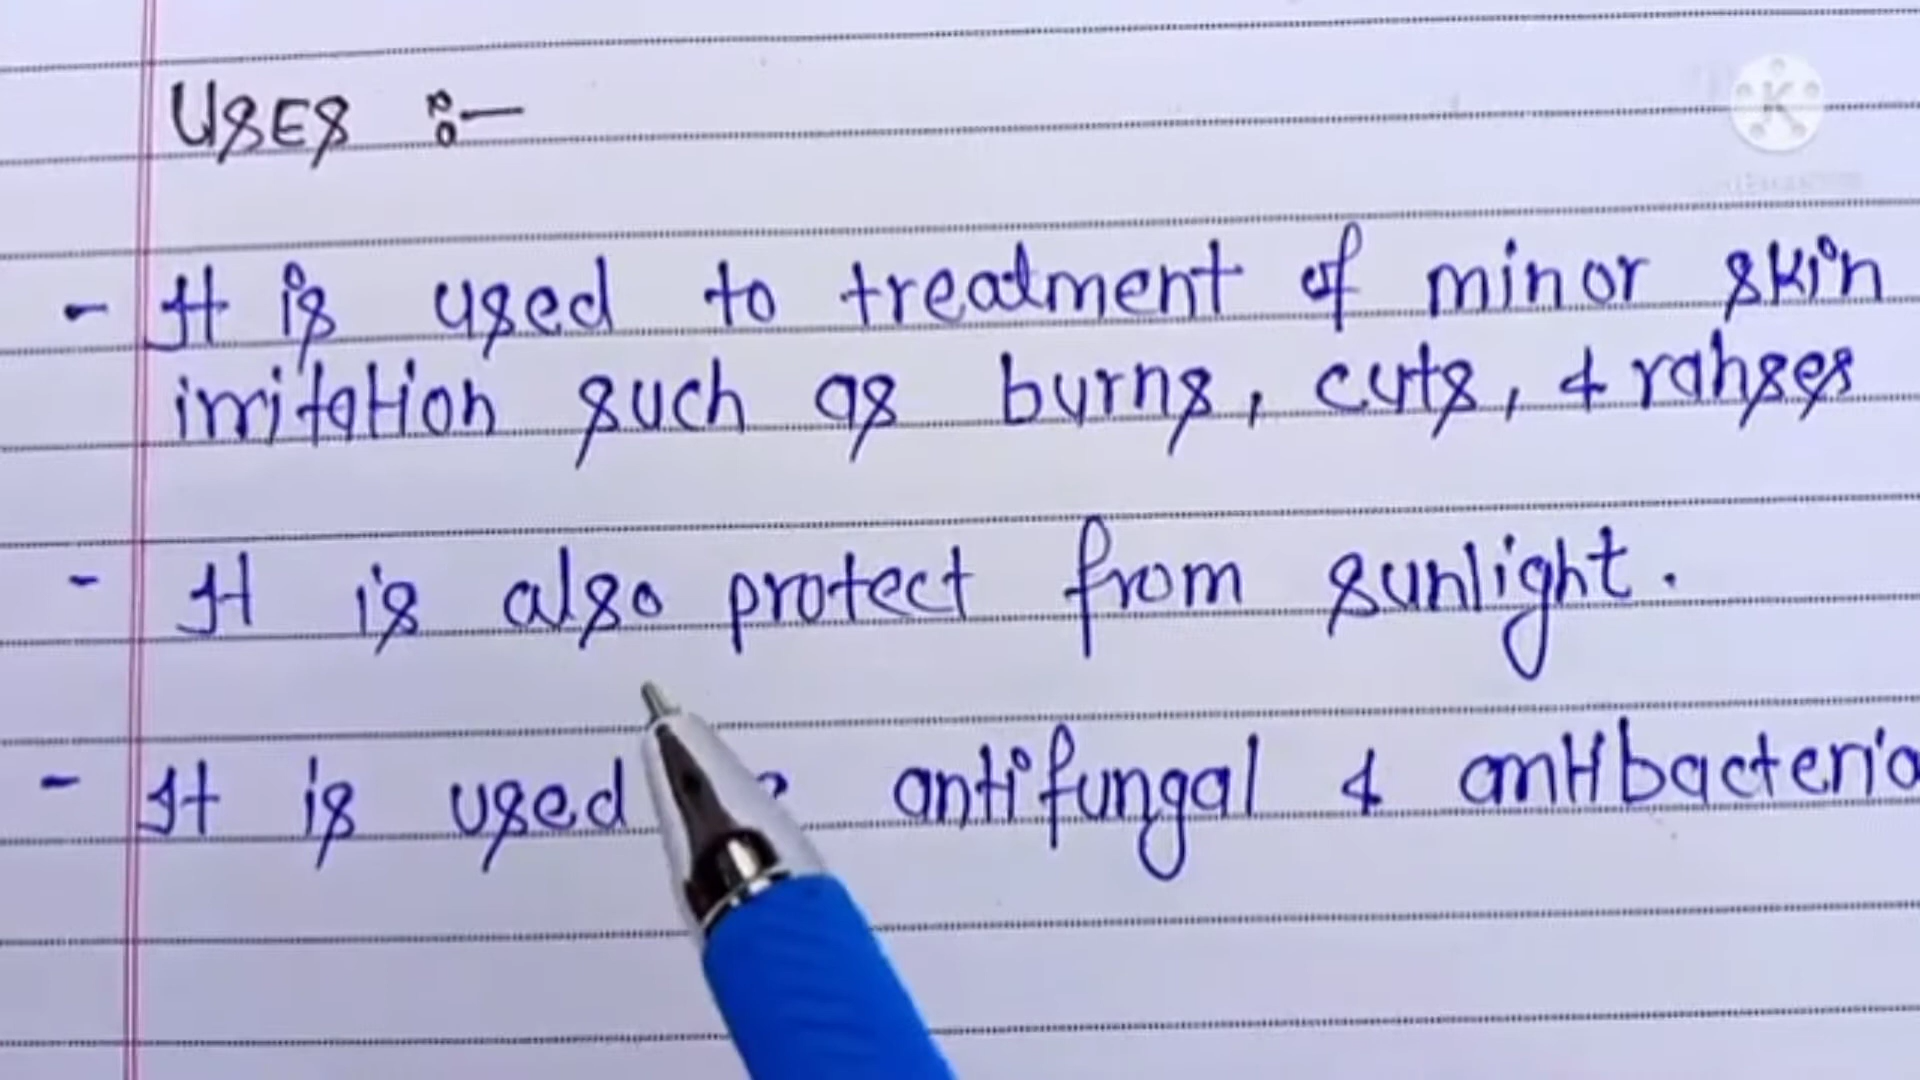 USES :-
- It is used to treatment of minor skin
irritation such as burns, cuts, & rahses
- It is also protect from sunlight.
- It is used antifungal & antibacteria